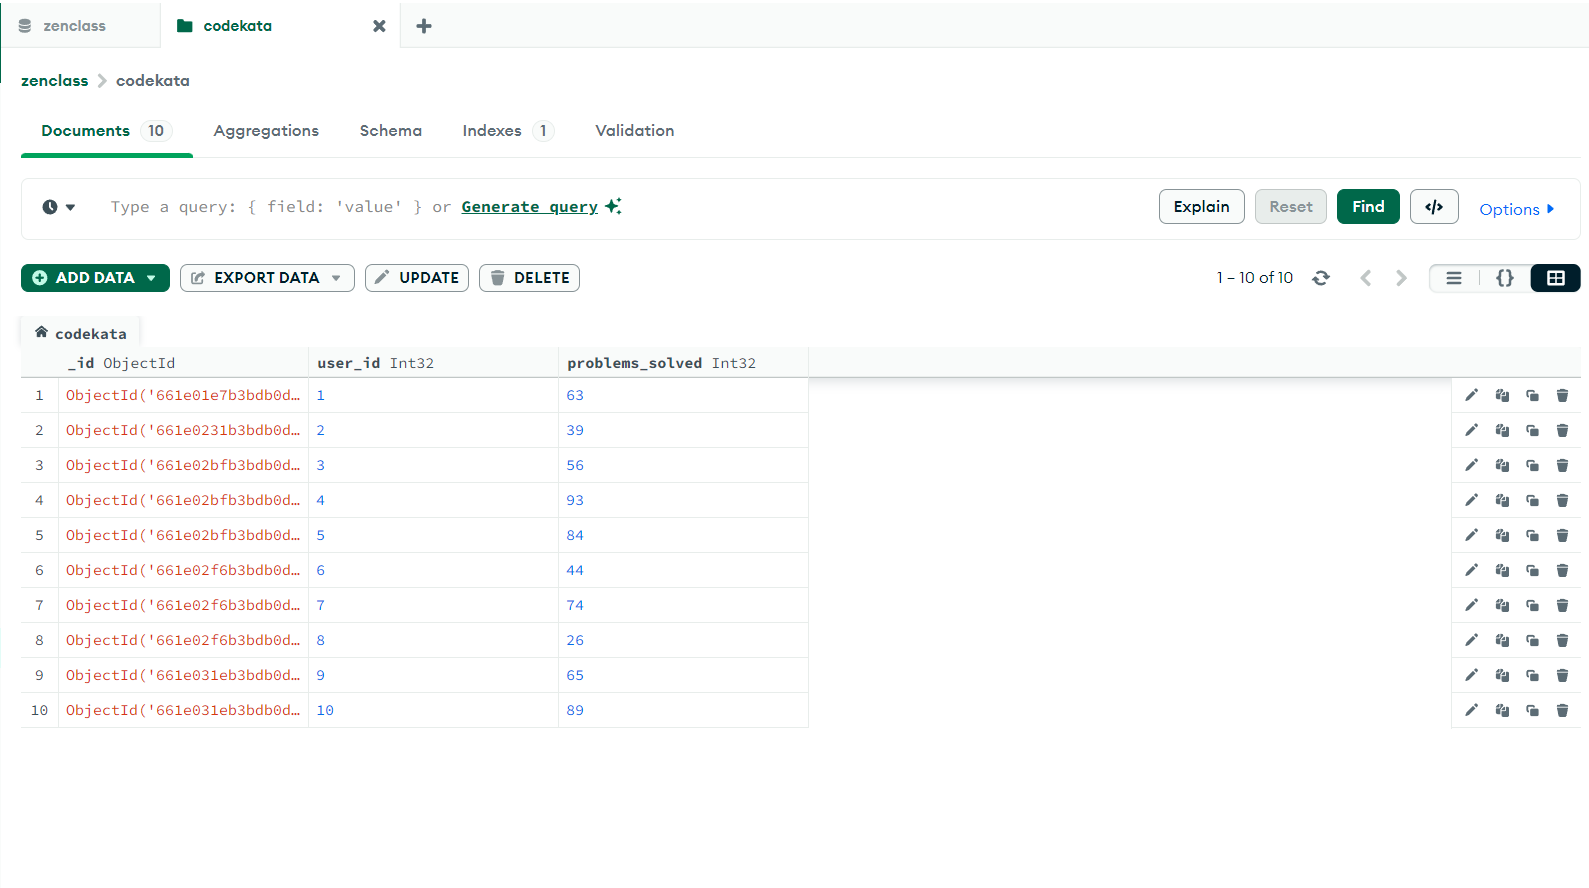 zenclass codekata
zenclass > codekata
Documents 10 Aggregations Schema Indexes 1 Validation
Type a query: { field: 'value' } or Generate query Explain Reset Find </> Options
ADD DATA EXPORT DATA UPDATE DELETE 1 – 10 of 10 {}
codekata
_id ObjectId user_id Int32 problems_solved Int32
1 ObjectId('661e01e7b3bdb0d… 1 63
2 ObjectId('661e0231b3bdb0d… 2 39
3 ObjectId('661e02bfb3bdb0d… 3 56
4 ObjectId('661e02bfb3bdb0d… 4 93
5 ObjectId('661e02bfb3bdb0d… 5 84
6 ObjectId('661e02f6b3bdb0d… 6 44
7 ObjectId('661e02f6b3bdb0d… 7 74
8 ObjectId('661e02f6b3bdb0d… 8 26
9 ObjectId('661e031eb3bdb0d… 9 65
10 ObjectId('661e031eb3bdb0d… 10 89